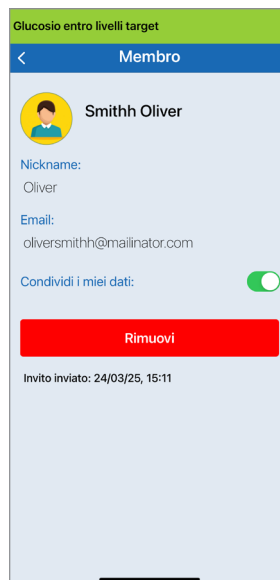 Glucosio entro livelli target
Membro
Smithh Oliver
Nickname:
Oliver
Email:
oliversmithh@mailinator.com
Condividi i miei dati:
Rimuovi
Invito inviato: 24/03/25, 15:11